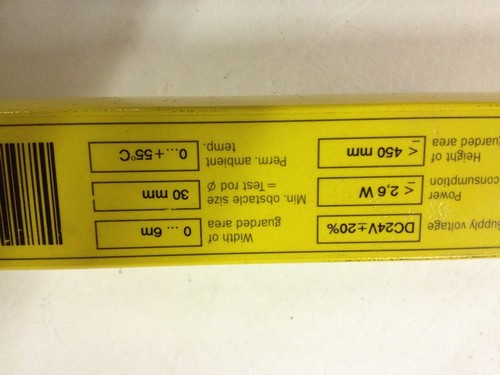 Supply voltage
DC24V±20%
Width of
guarded area
0 ... 6m
Power
consumption
≤ 2,6 W
Min. obstacle size
= Test rod ø
30 mm
Height of
guarded area
≤ 450 mm
Perm. ambient
temp.
0...+55°C